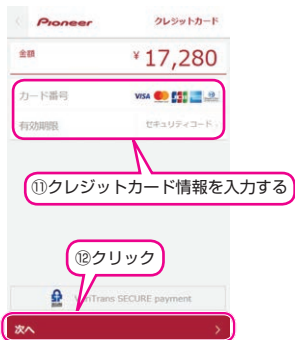 Pioneer クレジットカード
金額 ¥ 17,280
カード番号 VISA
有効期限 セキュリティコード
⑪クレジットカード情報を入力する
⑫クリック
VeriTrans SECURE payment
次へ